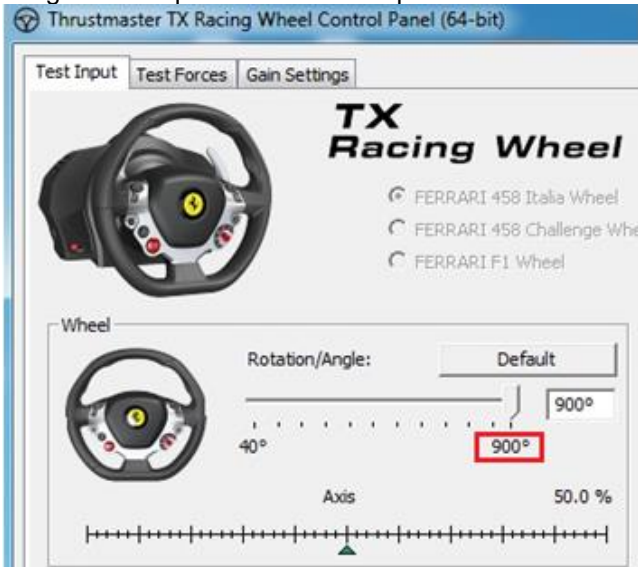 Thrustmaster TX Racing Wheel Control Panel (64-bit)
Test Input Test Forces Gain Settings
TX
Racing Wheel
FERRARI 458 Italia Wheel
FERRARI 458 Challenge Whe
FERRARI F1 Wheel
Wheel
Rotation/Angle: Default
900°
40° 900°
Axis 50.0 %